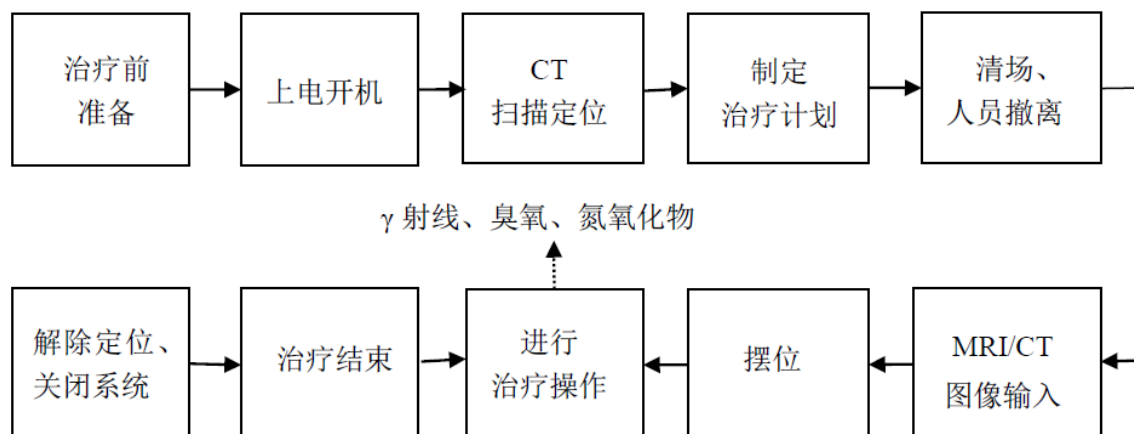 治疗前
准备
上电开机
CT
扫描定位
制定
治疗计划
清场、
人员撤离
γ 射线、臭氧、氮氧化物
解除定位、
关闭系统
治疗结束
进行
治疗操作
摆位
MRI/CT
图像输入